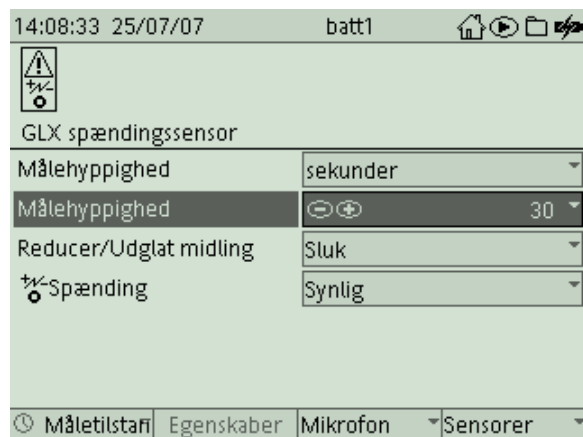 14:08:33 25/07/07 batt1
GLX spændingssensor
Målehyppighed sekunder
Målehyppighed 30
Reducer/Udglat midling Sluk
Spænding Synlig
Måletilstan Egenskaber Mikrofon Sensorer